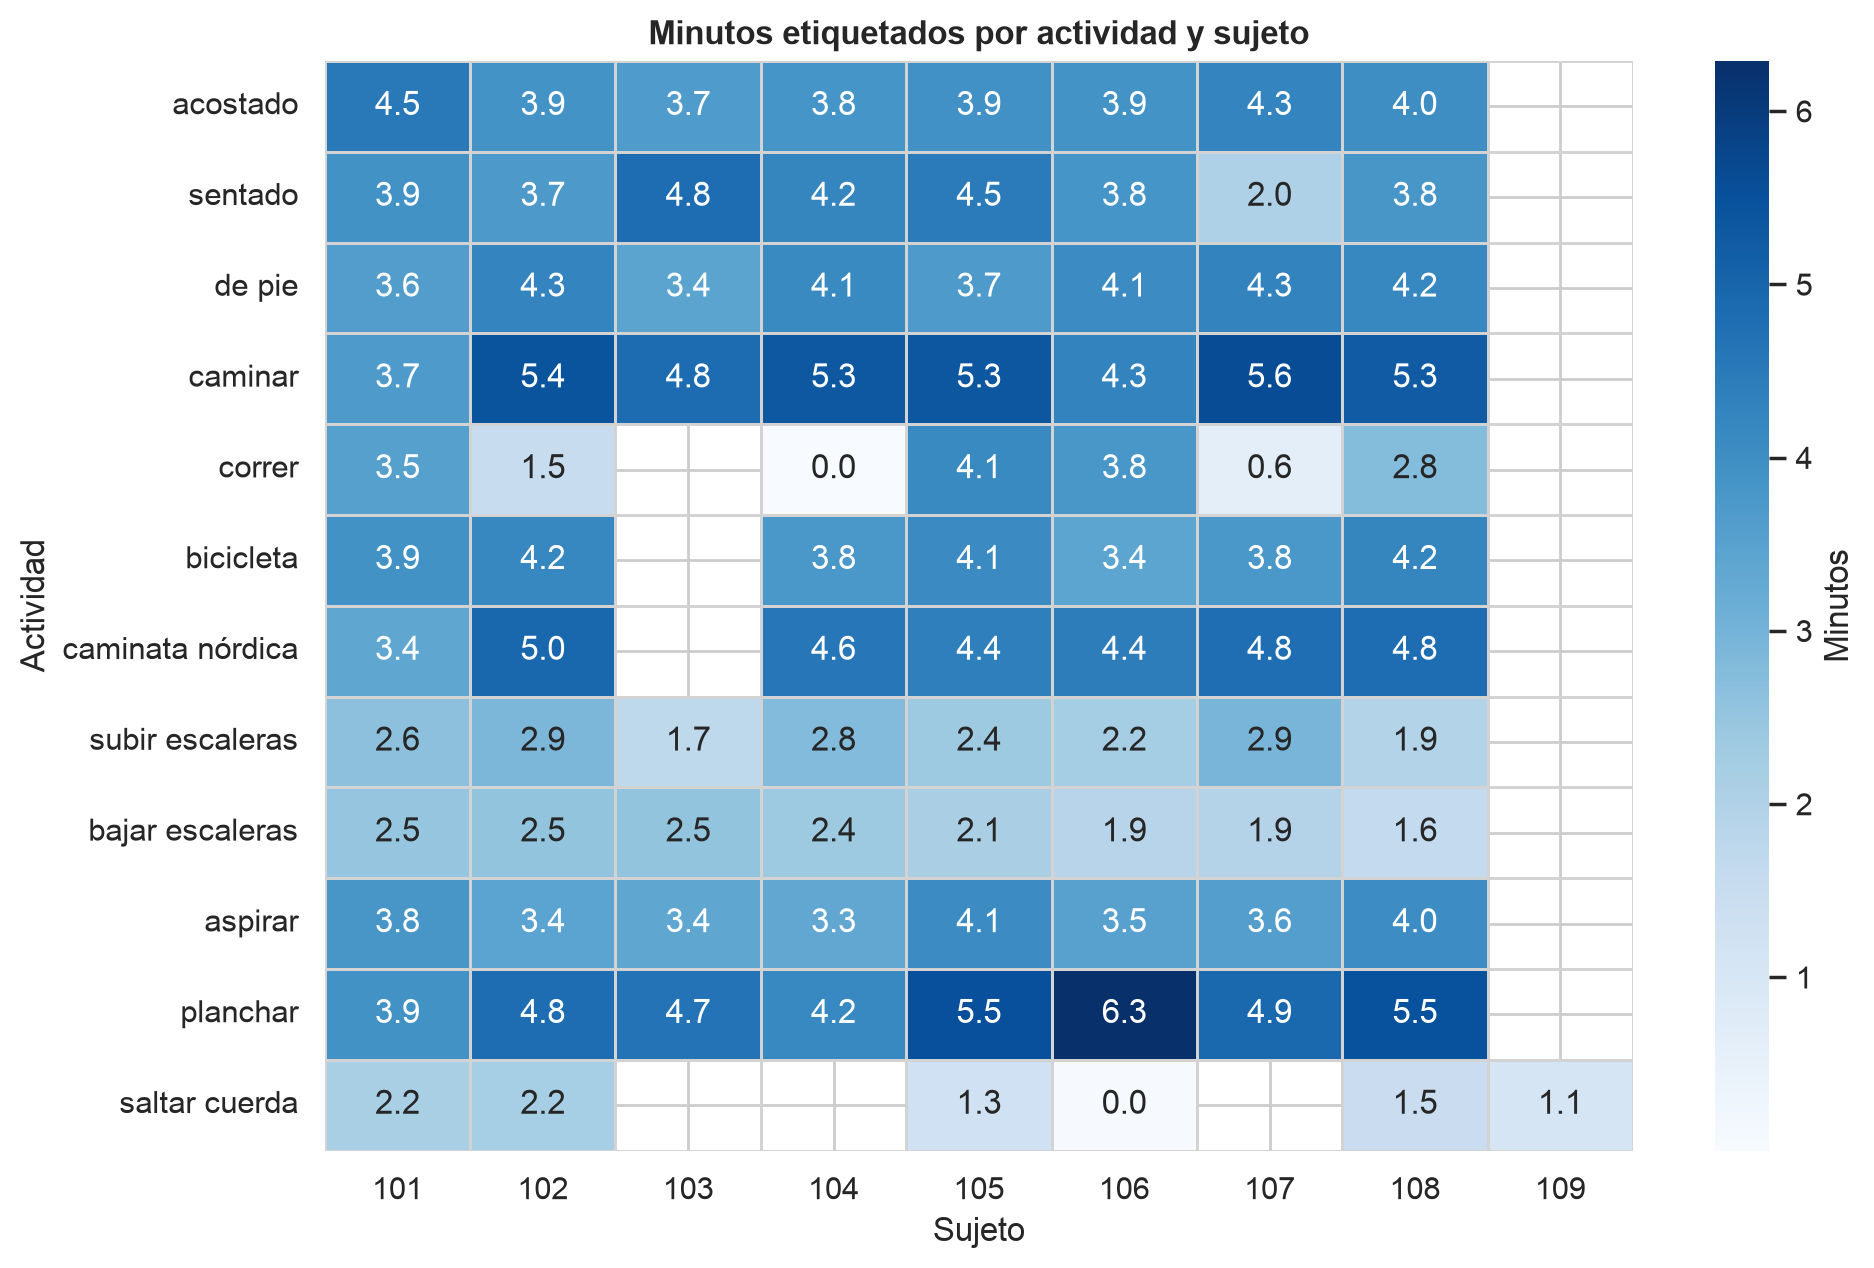 Minutos etiquetados por actividad y sujeto
acostado 4.5 3.9 3.7 3.8 3.9 3.9 4.3 4.0
sentado 3.9 3.7 4.8 4.2 4.5 3.8 2.0 3.8
de pie 3.6 4.3 3.4 4.1 3.7 4.1 4.3 4.2
caminar 3.7 5.4 4.8 5.3 5.3 4.3 5.6 5.3
correr 3.5 1.5 0.0 4.1 3.8 0.6 2.8
bicicleta 3.9 4.2 3.8 4.1 3.4 3.8 4.2
caminata nórdica 3.4 5.0 4.6 4.4 4.4 4.8 4.8
subir escaleras 2.6 2.9 1.7 2.8 2.4 2.2 2.9 1.9
bajar escaleras 2.5 2.5 2.5 2.4 2.1 1.9 1.9 1.6
aspirar 3.8 3.4 3.4 3.3 4.1 3.5 3.6 4.0
planchar 3.9 4.8 4.7 4.2 5.5 6.3 4.9 5.5
saltar cuerda 2.2 2.2 1.3 0.0 1.5 1.1
101 102 103 104 105 106 107 108 109
Sujeto
Actividad
6
5
4
3
2
1
Minutos